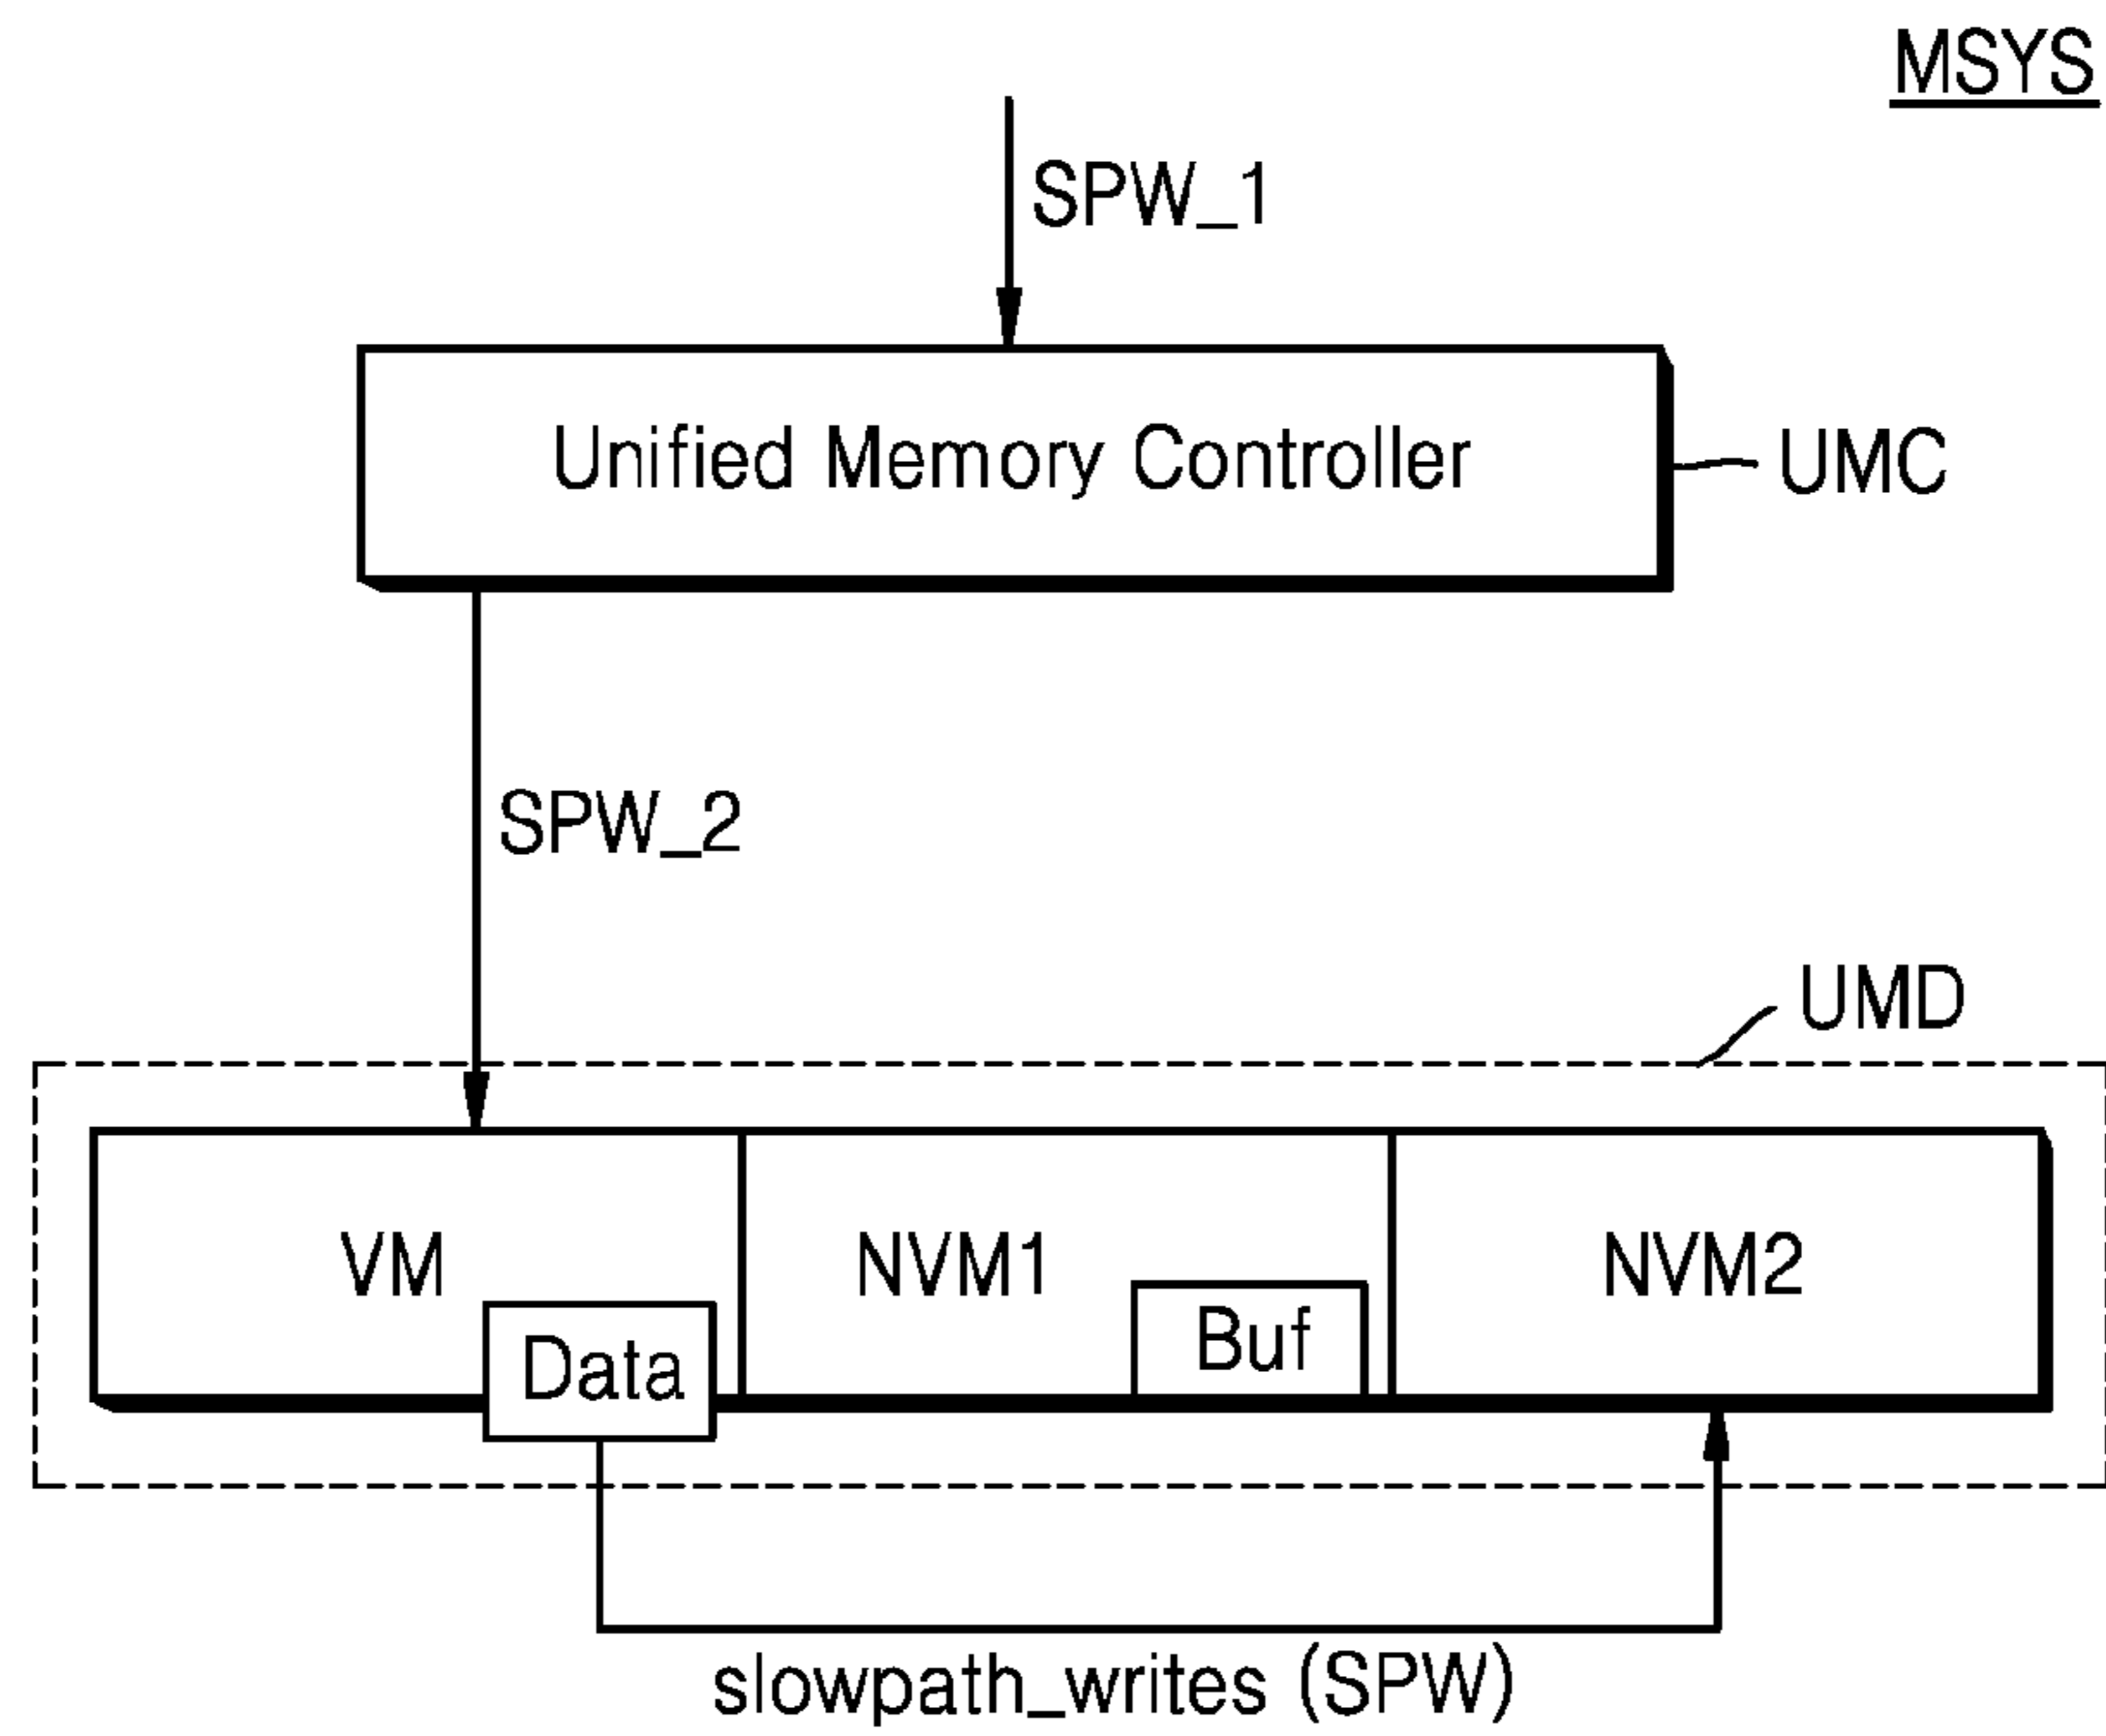 MSYS
SPW_1
Unified Memory Controller
UMC
SPW_2
UMD
VM
NVM1
NVM2
Data
Buf
slowpath_writes (SPW)